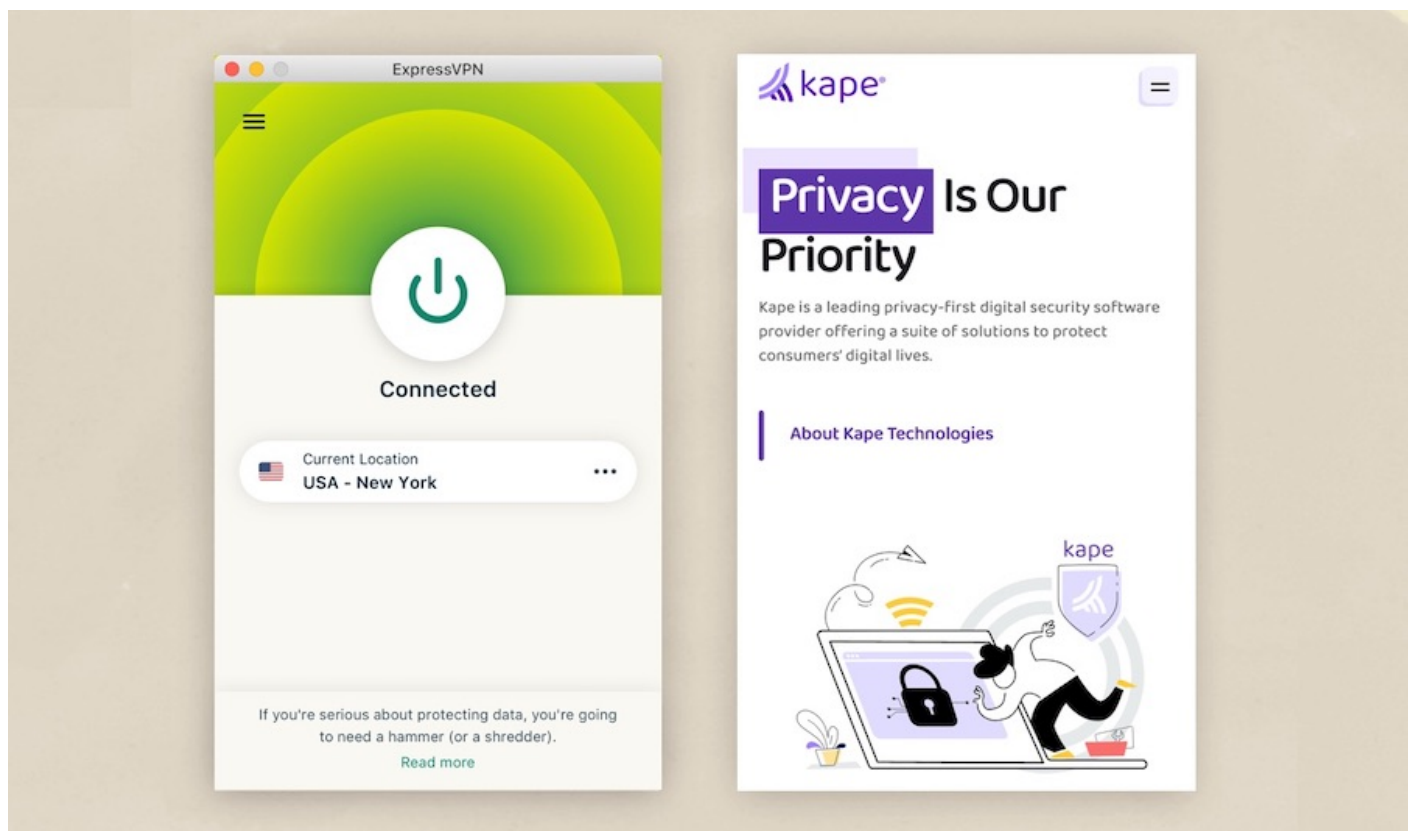 ExpressVPN
Connected
Current Location
USA - New York
If you're serious about protecting data, you're going
to need a hammer (or a shredder).
Read more
kape
Privacy Is Our
Priority
Kape is a leading privacy-first digital security software
provider offering a suite of solutions to protect
consumers' digital lives.
About Kape Technologies
kape